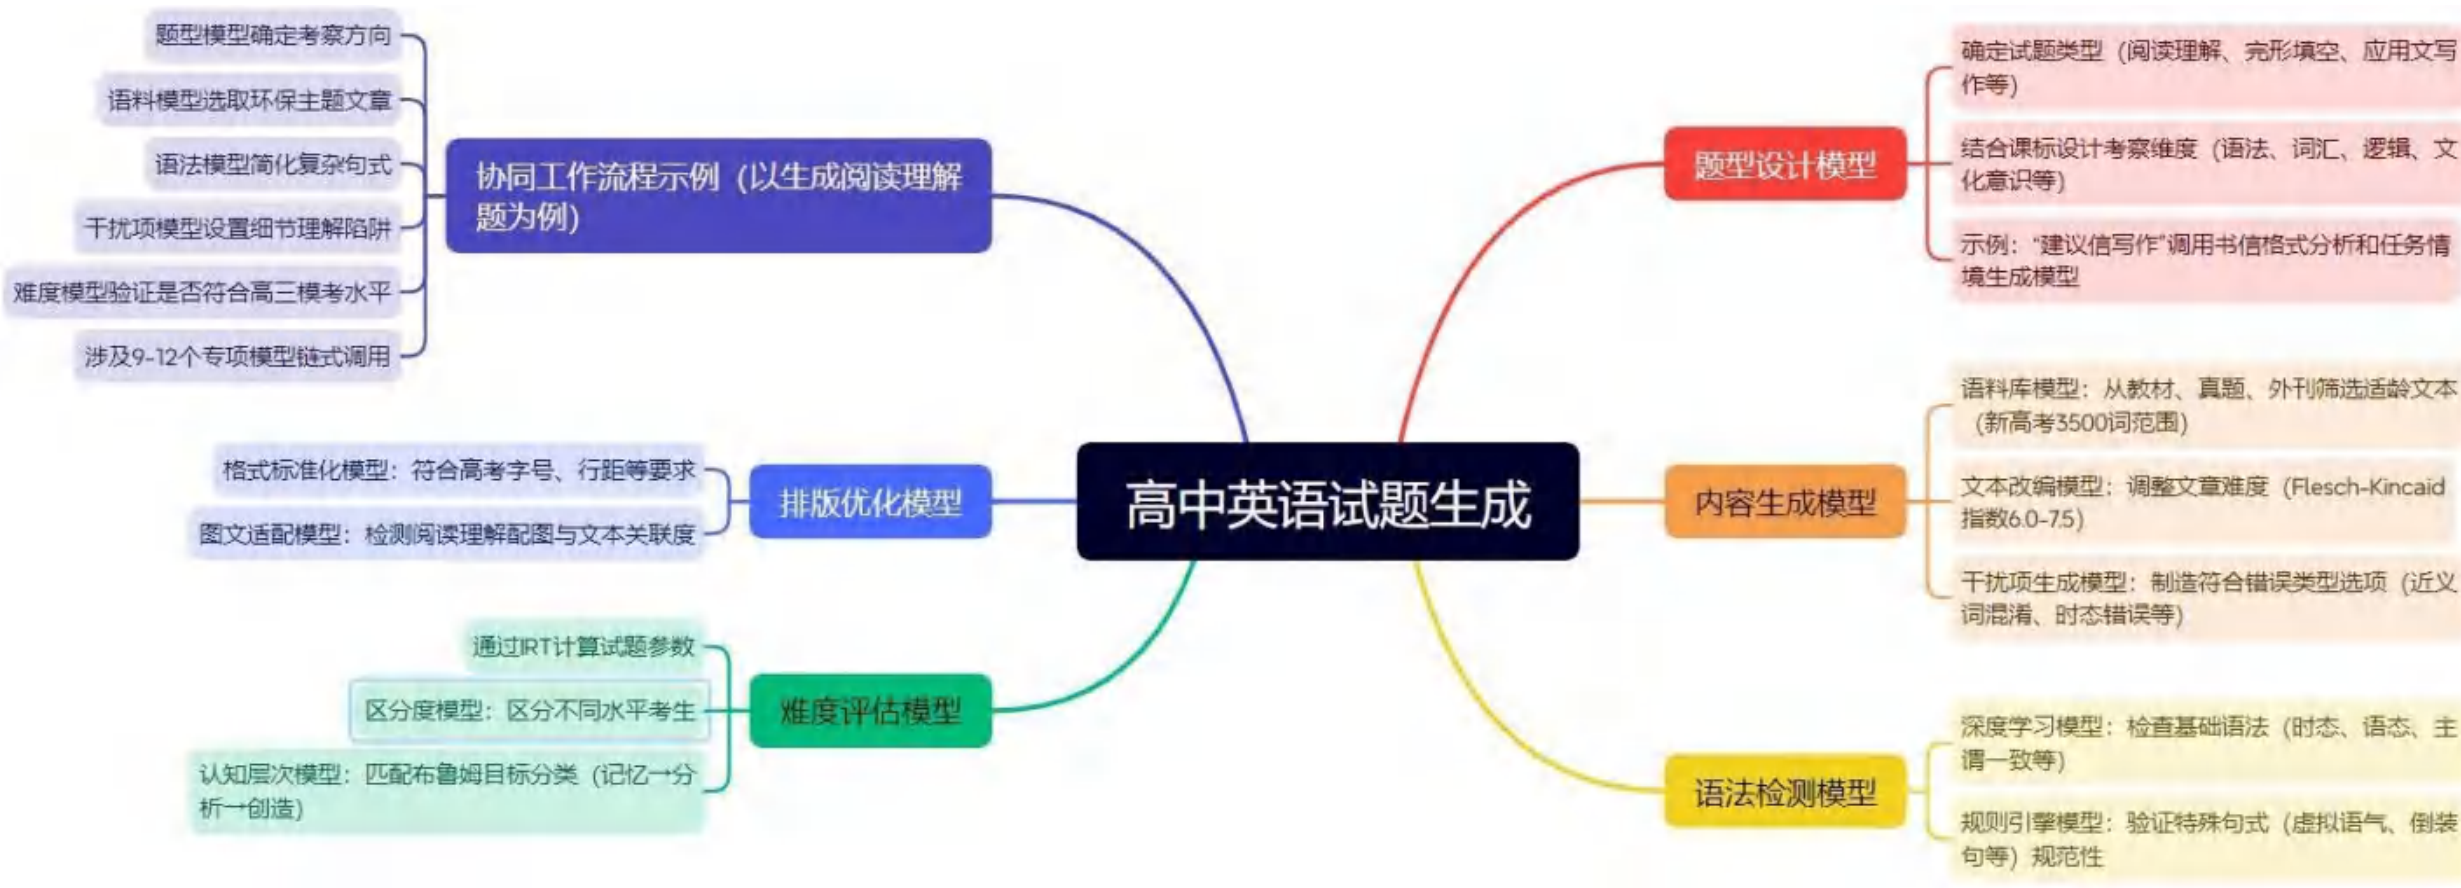 高中英语试题生成
题型设计模型
确定试题类型（阅读理解、完形填空、应用文写
作等）
结合课标设计考察维度（语法、词汇、逻辑、文
化意识等）
示例：“建议信写作”调用书信格式分析和任务情
境生成模型
内容生成模型
语料库模型：从教材、真题、外刊筛选适龄文本
（新高考3500词范围）
文本改编模型：调整文章难度（Flesch-Kincaid
指数6.0-7.5）
干扰项生成模型：制造符合错误类型选项（近义
词混淆、时态错误等）
语法检测模型
深度学习模型：检查基础语法（时态、语态、主
谓一致等）
规则引擎模型：验证特殊句式（虚拟语气、倒装
句等）规范性
难度评估模型
通过IRT计算试题参数
区分度模型：区分不同水平考生
认知层次模型：匹配布鲁姆目标分类（记忆→分
析→创造）
排版优化模型
格式标准化模型：符合高考字号、行距等要求
图文适配模型：检测阅读理解配图与文本关联度
协同工作流程示例（以生成阅读理解
题为例）
题型模型确定考察方向
语料模型选取环保主题文章
语法模型简化复杂句式
干扰项模型设置细节理解陷阱
难度模型验证是否符合高三模考水平
涉及9-12个专项模型链式调用